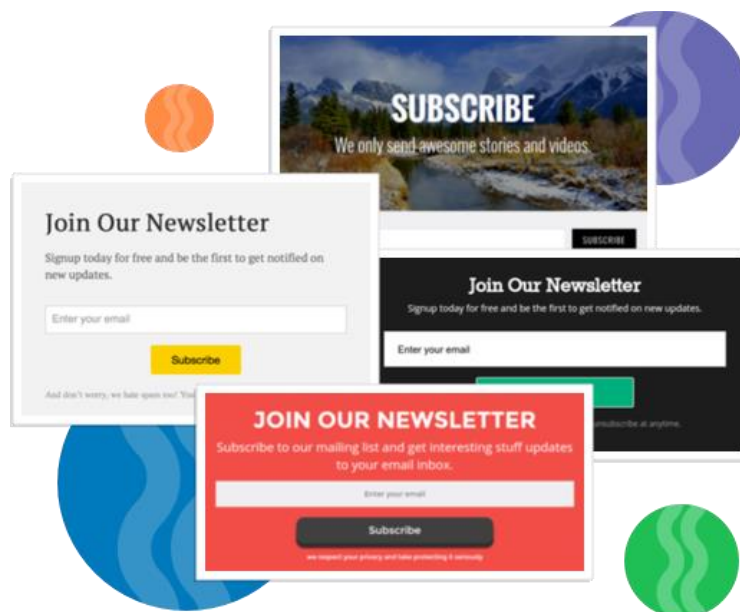 SUBSCRIBE
We only send awesome stories and videos.
SUBSCRIBE
Join Our Newsletter
Signup today for free and be the first to get notified on
new updates.
Enter your email
Subscribe
And don't worry, we hate spam too!
Join Our Newsletter
Signup today for free and be the first to get notified on new updates.
Enter your email
unsubscribe at anytime.
JOIN OUR NEWSLETTER
Subscribe to our mailing list and get interesting stuff updates
to your email inbox.
Enter your email
Subscribe
we respect your privacy and take protecting it seriously